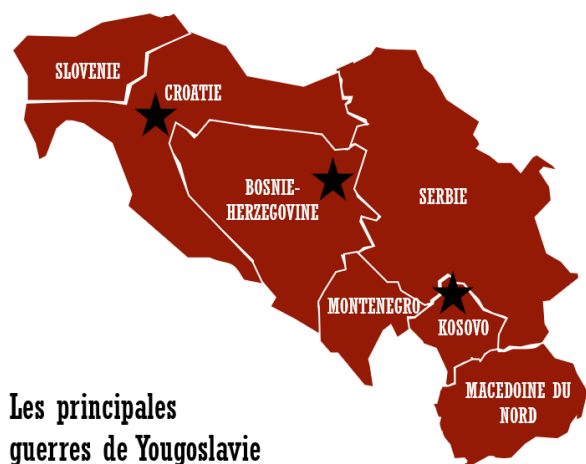 SLOVENIE
CROATIE
BOSNIE-
HERZEGOVINE
SERBIE
MONTENEGRO
KOSOVO
MACEDOINE DU
NORD
Les principales
guerres de Yougoslavie